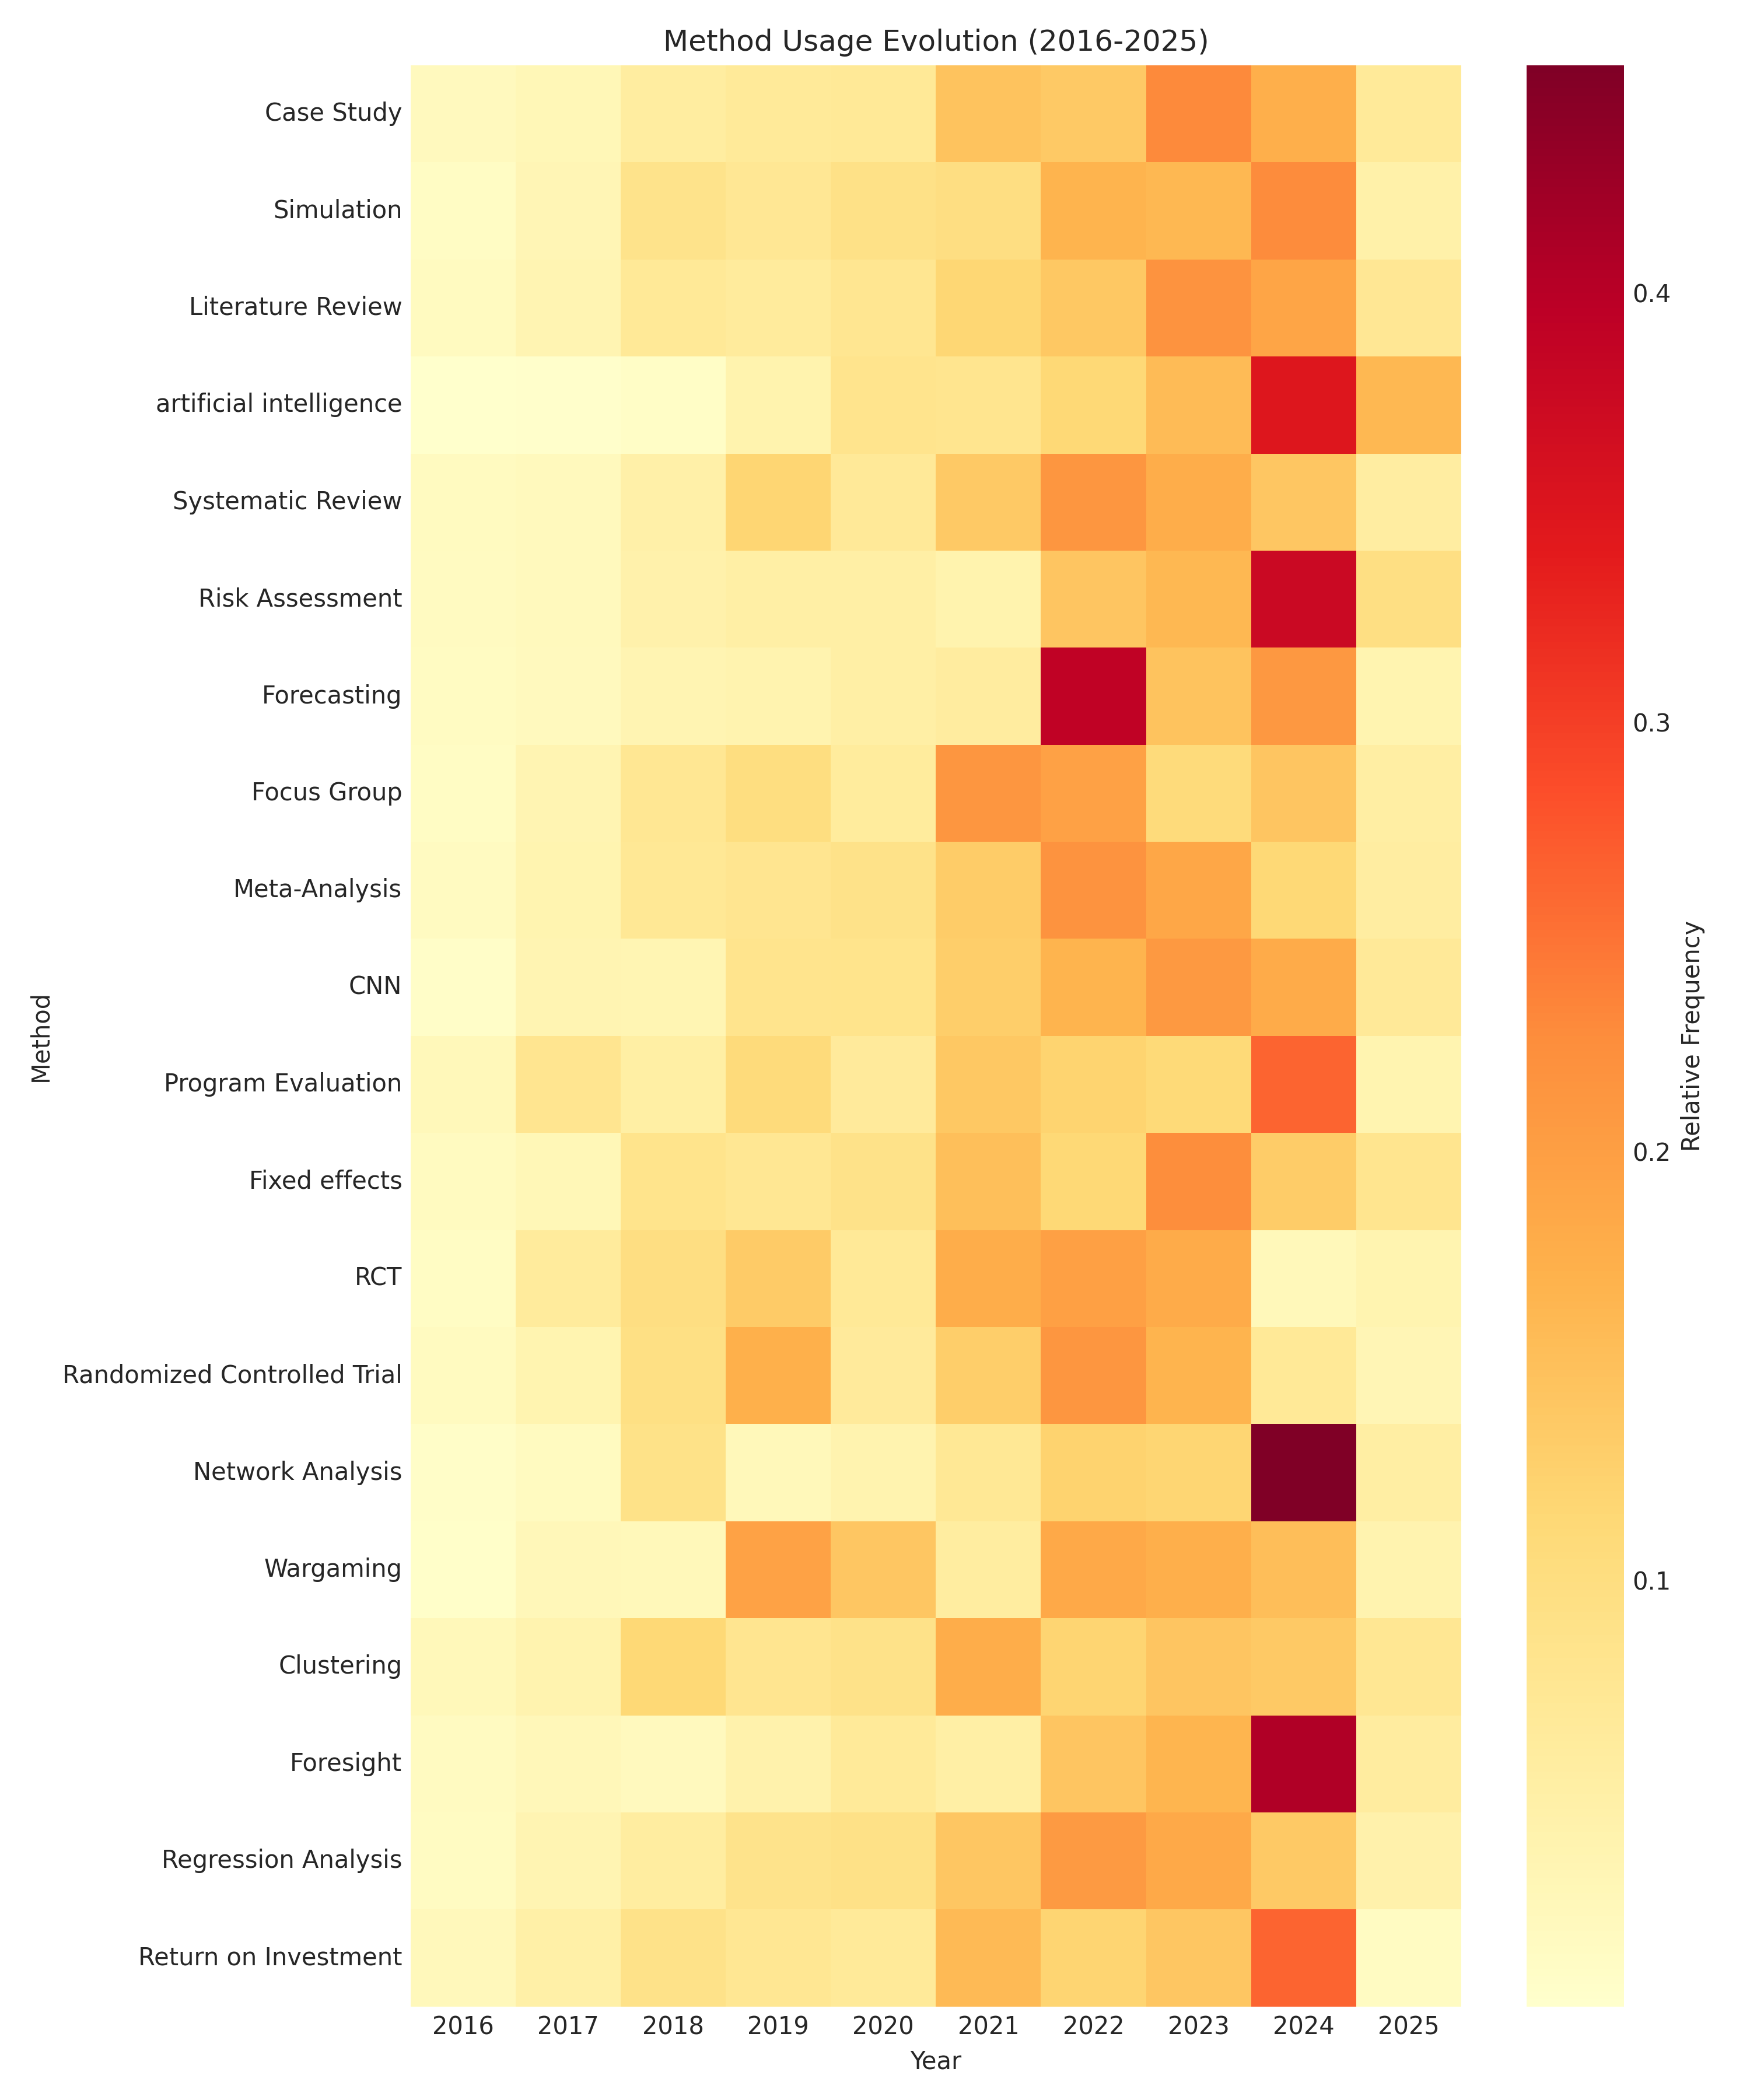 Method Usage Evolution (2016-2025)
Case Study
Simulation
Literature Review
artificial intelligence
Systematic Review
Risk Assessment
Forecasting
Focus Group
Meta-Analysis
CNN
Program Evaluation
Fixed effects
RCT
Randomized Controlled Trial
Network Analysis
Wargaming
Clustering
Foresight
Regression Analysis
Return on Investment
Method
2016 2017 2018 2019 2020 2021 2022 2023 2024 2025
Year
0.4
0.3
0.2
0.1
Relative Frequency